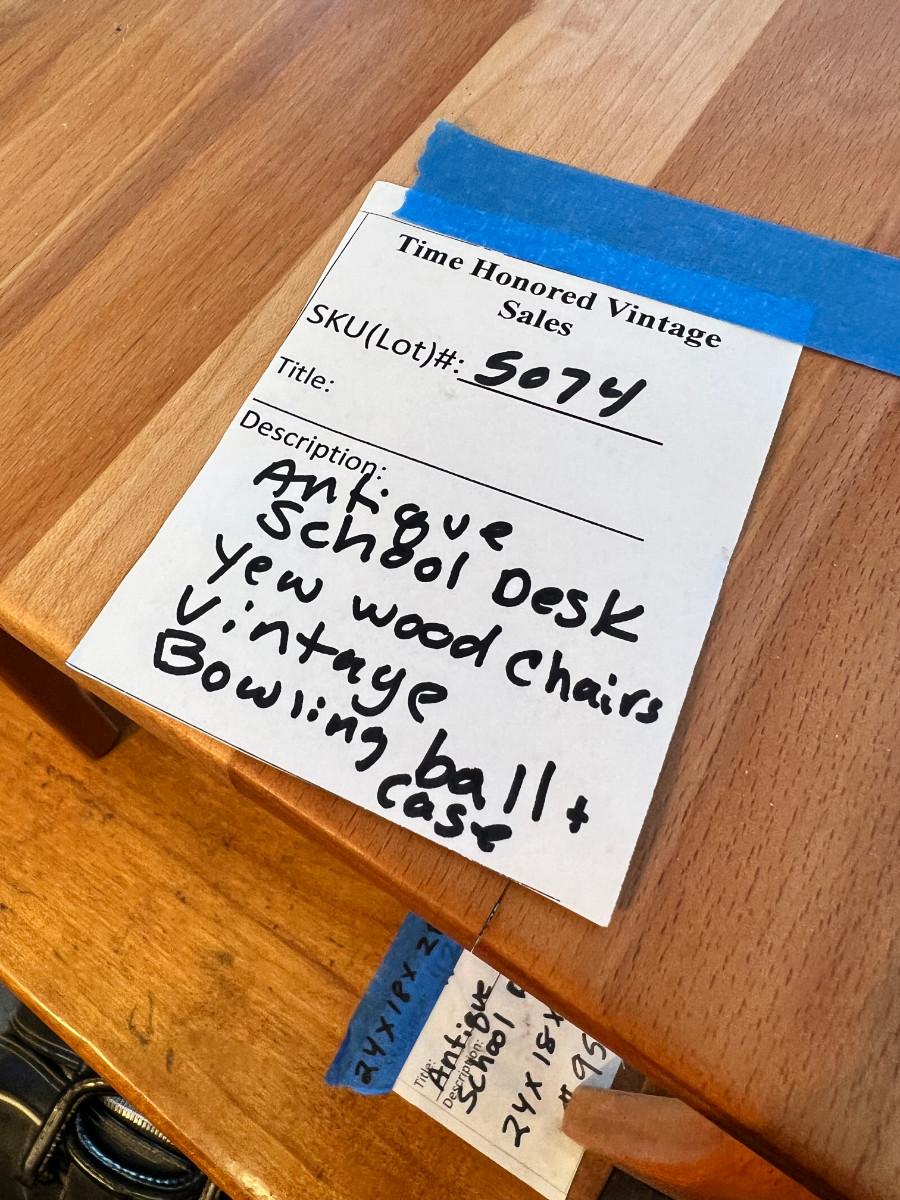 Time Honored Vintage
Sales
SKU(Lot)#: 5074
Title:
Description:
Antique
School Desk
Yew wood Chairs
Vintage
Bowling ball +
case
24 x 18 x
Title:
Antique
Description:
School
24 x 18 x
95